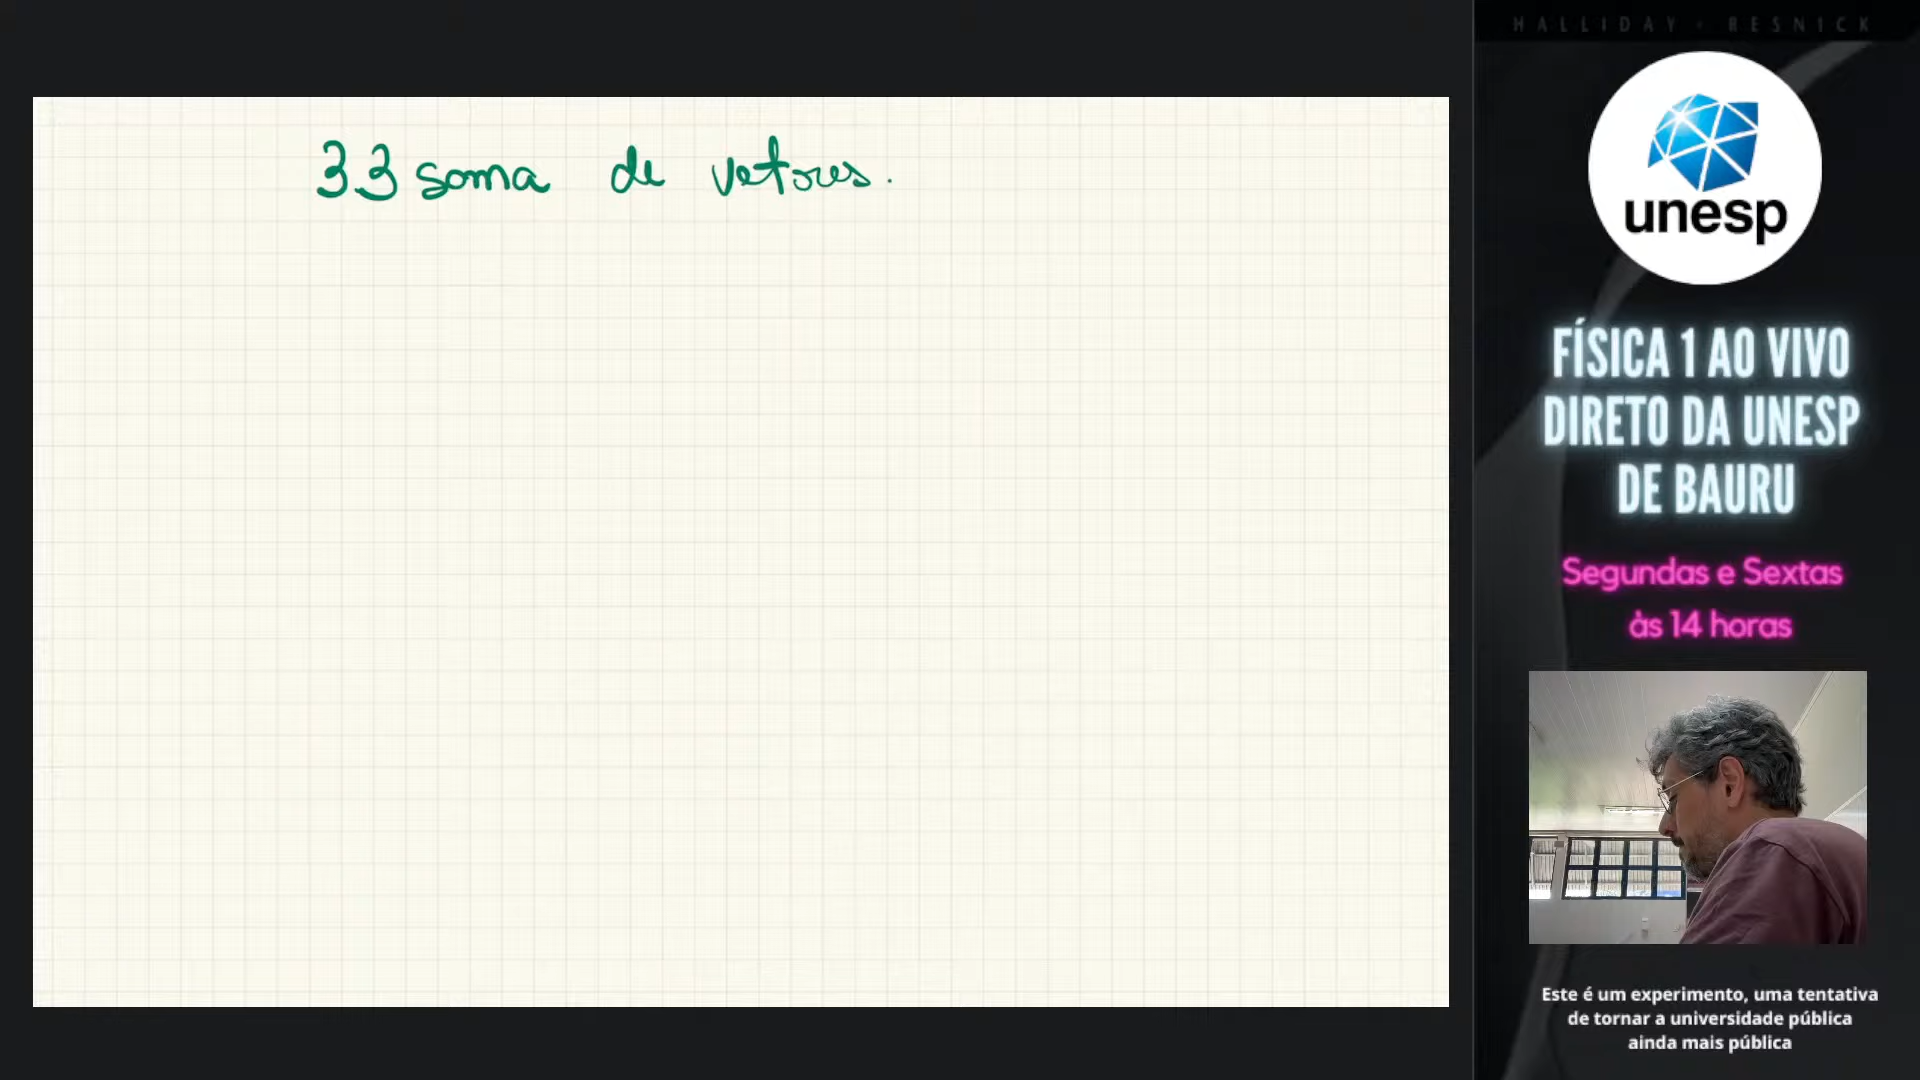 3.3 soma de vetores.
HALLIDAY • RESNICK
unesp
FÍSICA 1 AO VIVO
DIRETO DA UNESP
DE BAURU
Segundas e Sextas
às 14 horas
Este é um experimento, uma tentativa
de tornar a universidade pública
ainda mais pública